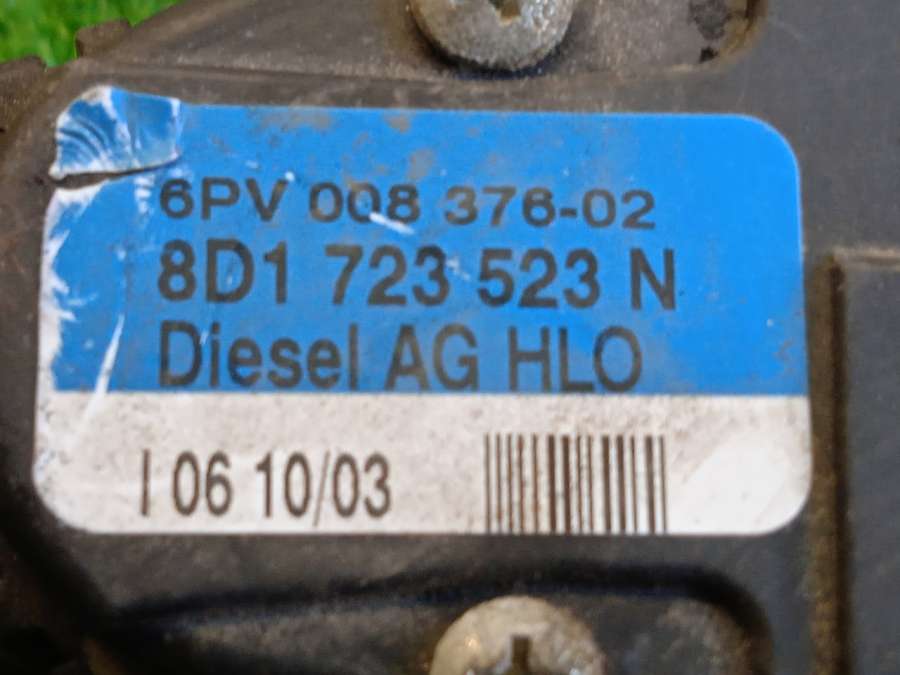 6PV 008 376-02
8D1 723 523 N
Diesel AG HLO
I 06 10/03